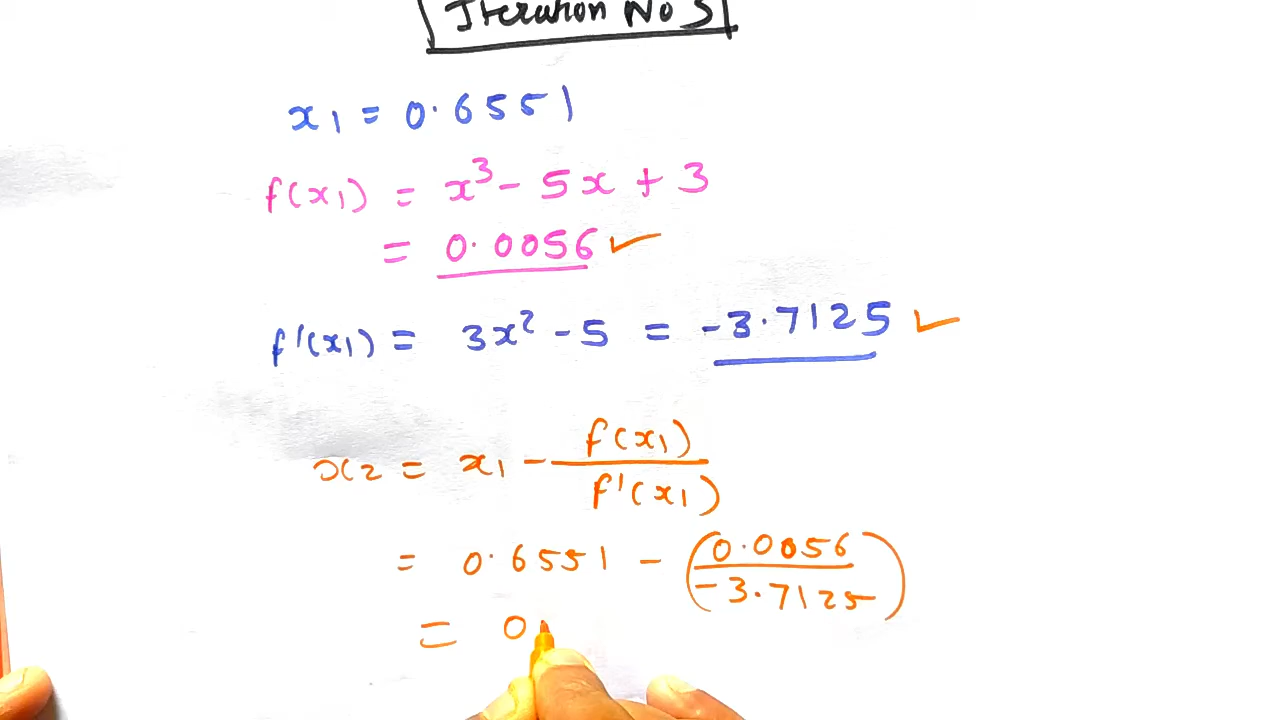 Iteration No 3
x1 = 0.6551
f(x1) = x³ - 5x + 3
= 0.0056 ✓
f'(x1) = 3x² - 5 = -3.7125 ✓
x2 = x1 - f(x1) / f'(x1)
= 0.6551 - (0.0056 / -3.7125)
= 0.